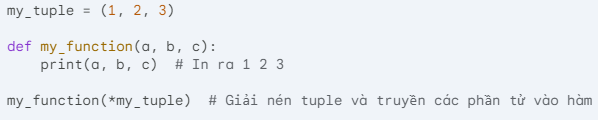 my_tuple = (1, 2, 3)

def my_function(a, b, c):
    print(a, b, c)  # In ra 1 2 3

my_function(*my_tuple)  # Giải nén tuple và truyền các phần tử vào hàm